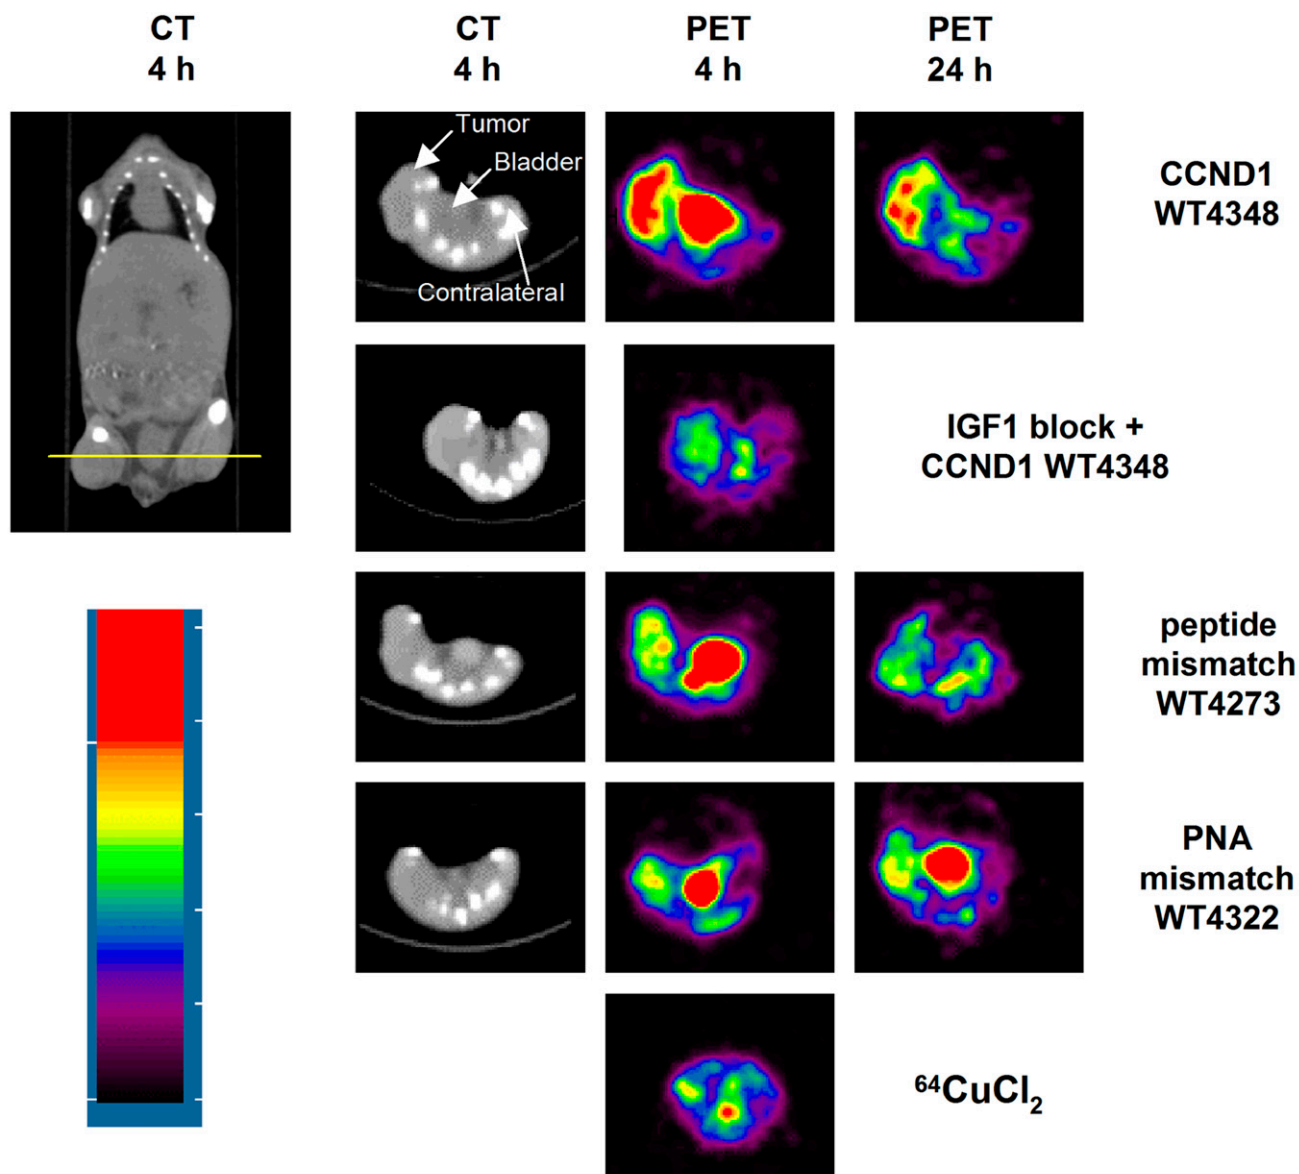 CT
4 h
CT
4 h
PET
4 h
PET
24 h
Tumor
Bladder
Contralateral
CCND1
WT4348
IGF1 block +
CCND1 WT4348
peptide
mismatch
WT4273
PNA
mismatch
WT4322
⁶⁴CuCl₂